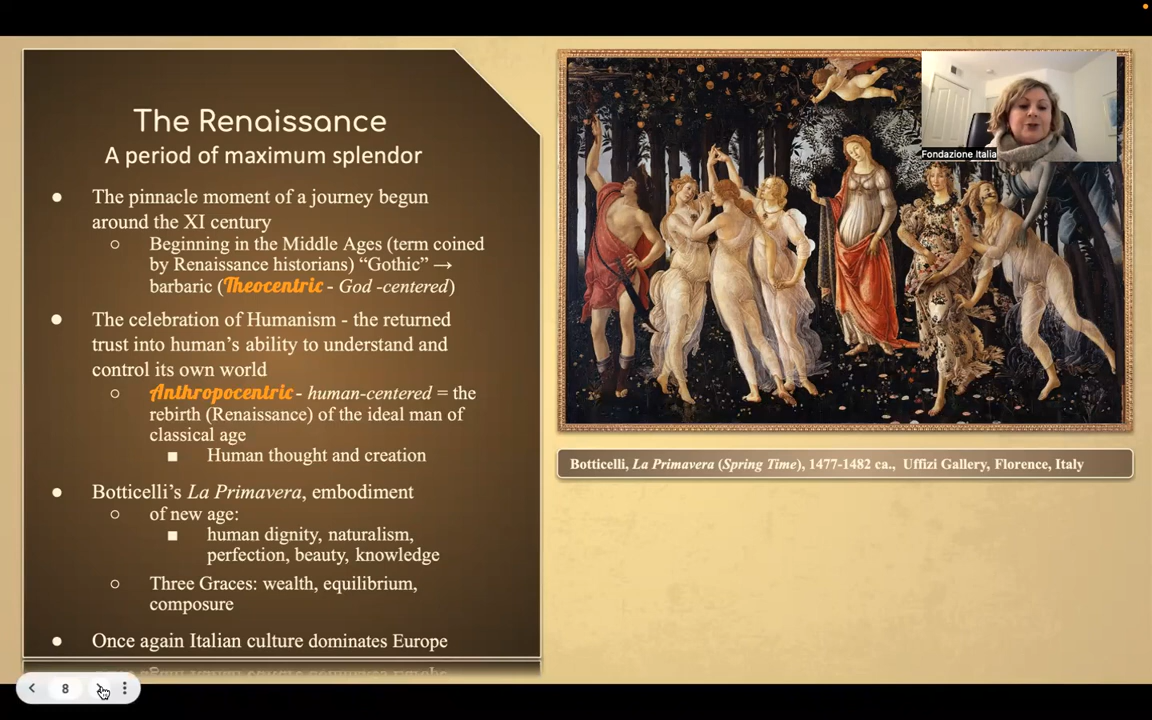 The Renaissance
A period of maximum splendor
● The pinnacle moment of a journey begun
around the XI century
○ Beginning in the Middle Ages (term coined
by Renaissance historians) “Gothic” →
barbaric (Theocentric - God -centered)
● The celebration of Humanism - the returned
trust into human’s ability to understand and
control its own world
○ Anthropocentric - human-centered = the
rebirth (Renaissance) of the ideal man of
classical age
■ Human thought and creation
● Botticelli’s La Primavera, embodiment
○ of new age:
■ human dignity, naturalism,
perfection, beauty, knowledge
○ Three Graces: wealth, equilibrium,
composure
● Once again Italian culture dominates Europe
Fondazione Italia
Botticelli, La Primavera (Spring Time), 1477-1482 ca., Uffizi Gallery, Florence, Italy
8